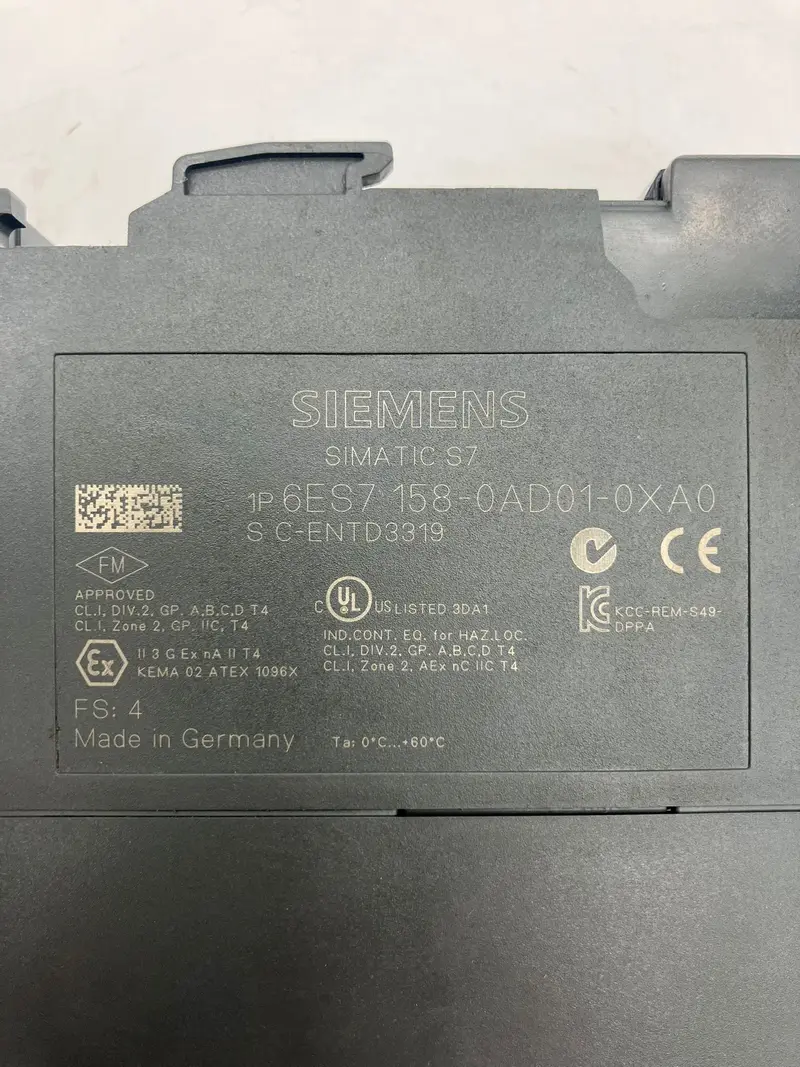 SIEMENS
SIMATIC S7
1P 6ES7 158-0AD01-0XA0
S C-ENTD3319
FM
APPROVED
CL.I, DIV.2, GP. A,B,C,D T4
CL.I, Zone 2, GP. IIC, T4
Ex
II 3 G Ex nA II T4
KEMA 02 ATEX 1096X
FS: 4
Made in Germany
C UL US LISTED 3DA1
IND.CONT. EQ. for HAZ.LOC.
CL.I, DIV.2, GP. A,B,C,D T4
CL.I, Zone 2, AEx nC IIC T4
Ta: 0°C...+60°C
CE
KCC-REM-S49-
DPPA